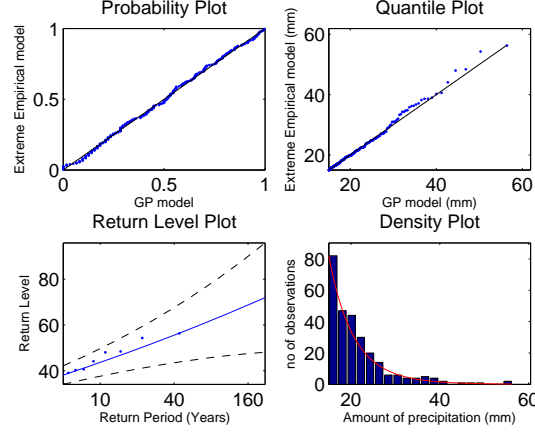 Probability Plot
Extreme Empirical model
1
0.5
0
0
0.5
1
GP model
Quantile Plot
Extreme Empirical model (mm)
60
40
20
20
40
60
GP model (mm)
Return Level Plot
Return Level
80
60
40
10
40
160
Return Period (Years)
Density Plot
no of observations
80
60
40
20
0
20
40
60
Amount of precipitation (mm)